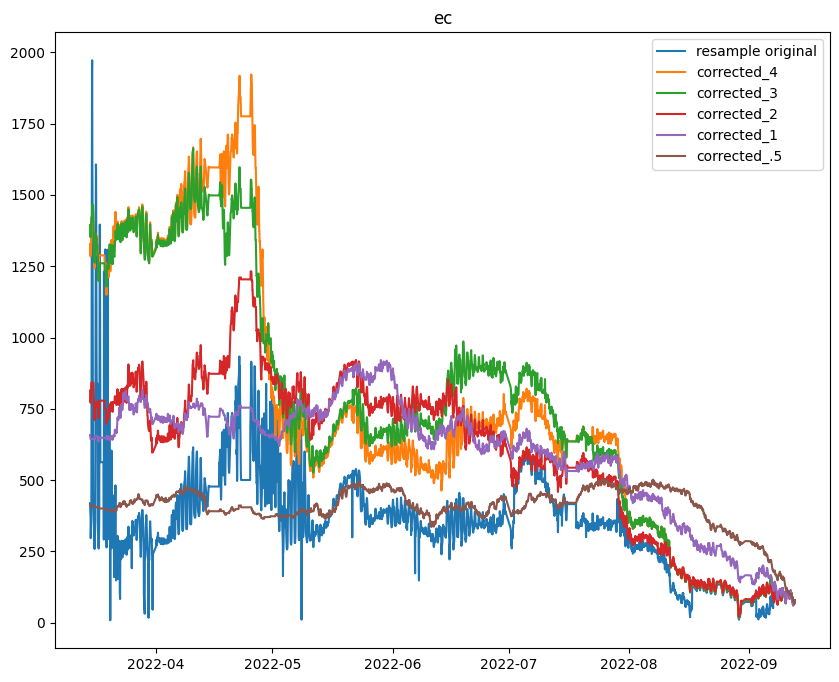 ec
resample original
corrected_4
corrected_3
corrected_2
corrected_1
corrected_.5
2000
1750
1500
1250
1000
750
500
250
0
2022-04 2022-05 2022-06 2022-07 2022-08 2022-09